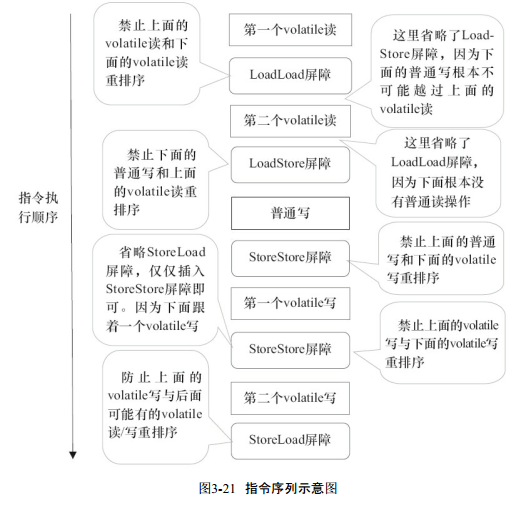 禁止上面的
volatile读和下
面的volatile读
重排序
第一个volatile读
LoadLoad屏障
这里省略了Load-
Store屏障，因为下
面的普通写根本不
可能越过上面的
volatile读
第二个volatile读
禁止下面的
普通写和上面
的volatile读重
排序
LoadStore屏障
这里省略了
LoadLoad屏障，
因为下面根本没
有普通读操作
指令执
行顺序
普通写
省略StoreLoad
屏障，仅仅插入
StoreStore屏障即
可。因为下面跟
着一个volatile写
StoreStore屏障
禁止上面的普通
写和下面的volatile
写重排序
第一个volatile写
StoreStore屏障
禁止上面的volatile
写与下面的volatile写
重排序
防止上面的
volatile写与后面
可能有的volatile
读/写重排序
第二个volatile写
StoreLoad屏障
图3-21 指令序列示意图